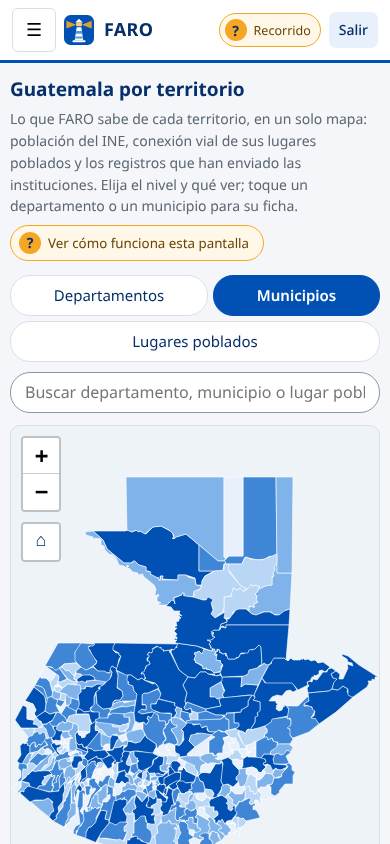 ☰ FARO ? Recorrido Salir
Guatemala por territorio
Lo que FARO sabe de cada territorio, en un solo mapa:
población del INE, conexión vial de sus lugares
poblados y los registros que han enviado las
instituciones. Elija el nivel y qué ver; toque un
departamento o un municipio para su ficha.
? Ver cómo funciona esta pantalla
Departamentos Municipios
Lugares poblados
Buscar departamento, municipio o lugar pobl
+
−
⌂